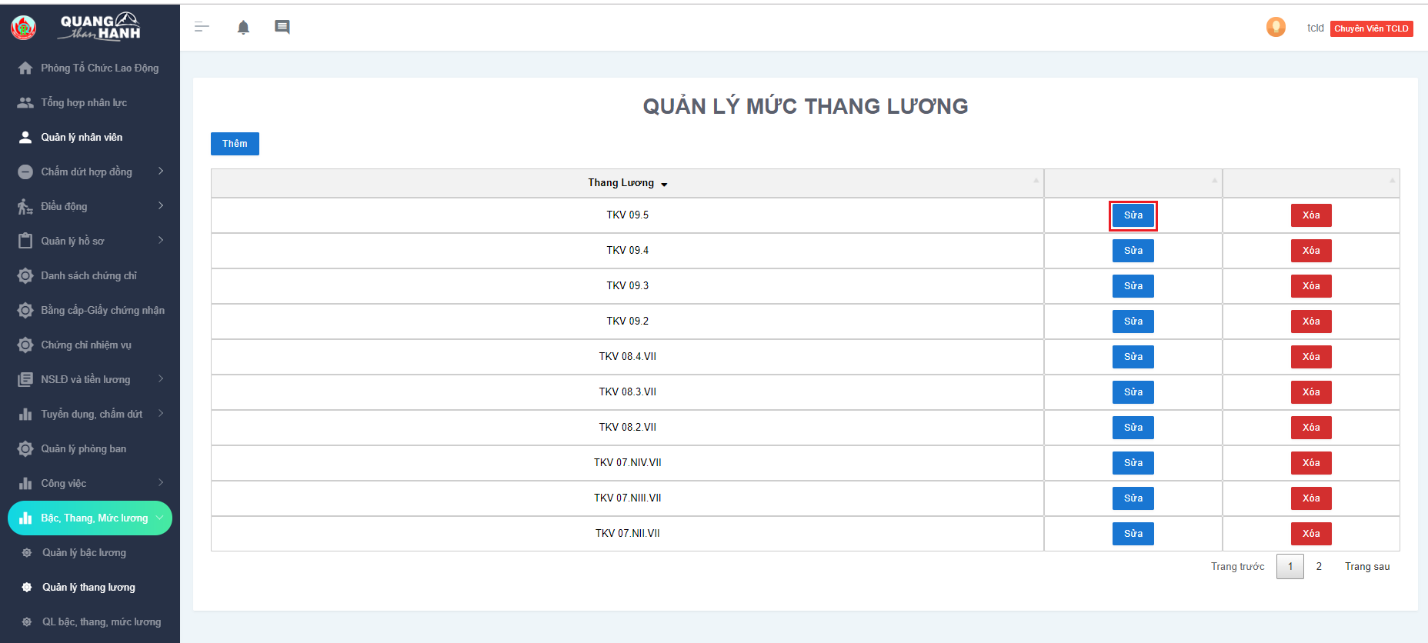 QUANG
than HẠNH
Phòng Tổ Chức Lao Động
Tổng hợp nhân lực
Quản lý nhân viên
Chấm dứt hợp đồng
Điều động
Quản lý hồ sơ
Danh sách chứng chỉ
Bằng cấp-Giấy chứng nhận
Chứng chỉ nhiệm vụ
NSLĐ và tiền lương
Tuyển dụng, chấm dứt
Quản lý phòng ban
Công việc
Bậc, Thang, Mức lương
Quản lý bậc lương
Quản lý thang lương
QL bậc, thang, mức lương
tcld Chuyên Viên TCLD
QUẢN LÝ MỨC THANG LƯƠNG
Thêm
Thang Lương
TKV 09.5 Sửa Xóa
TKV 09.4 Sửa Xóa
TKV 09.3 Sửa Xóa
TKV 09.2 Sửa Xóa
TKV 08.4.VII Sửa Xóa
TKV 08.3.VII Sửa Xóa
TKV 08.2.VII Sửa Xóa
TKV 07.NIV.VII Sửa Xóa
TKV 07.NIII.VII Sửa Xóa
TKV 07.NII.VII Sửa Xóa
Trang trước 1 2 Trang sau